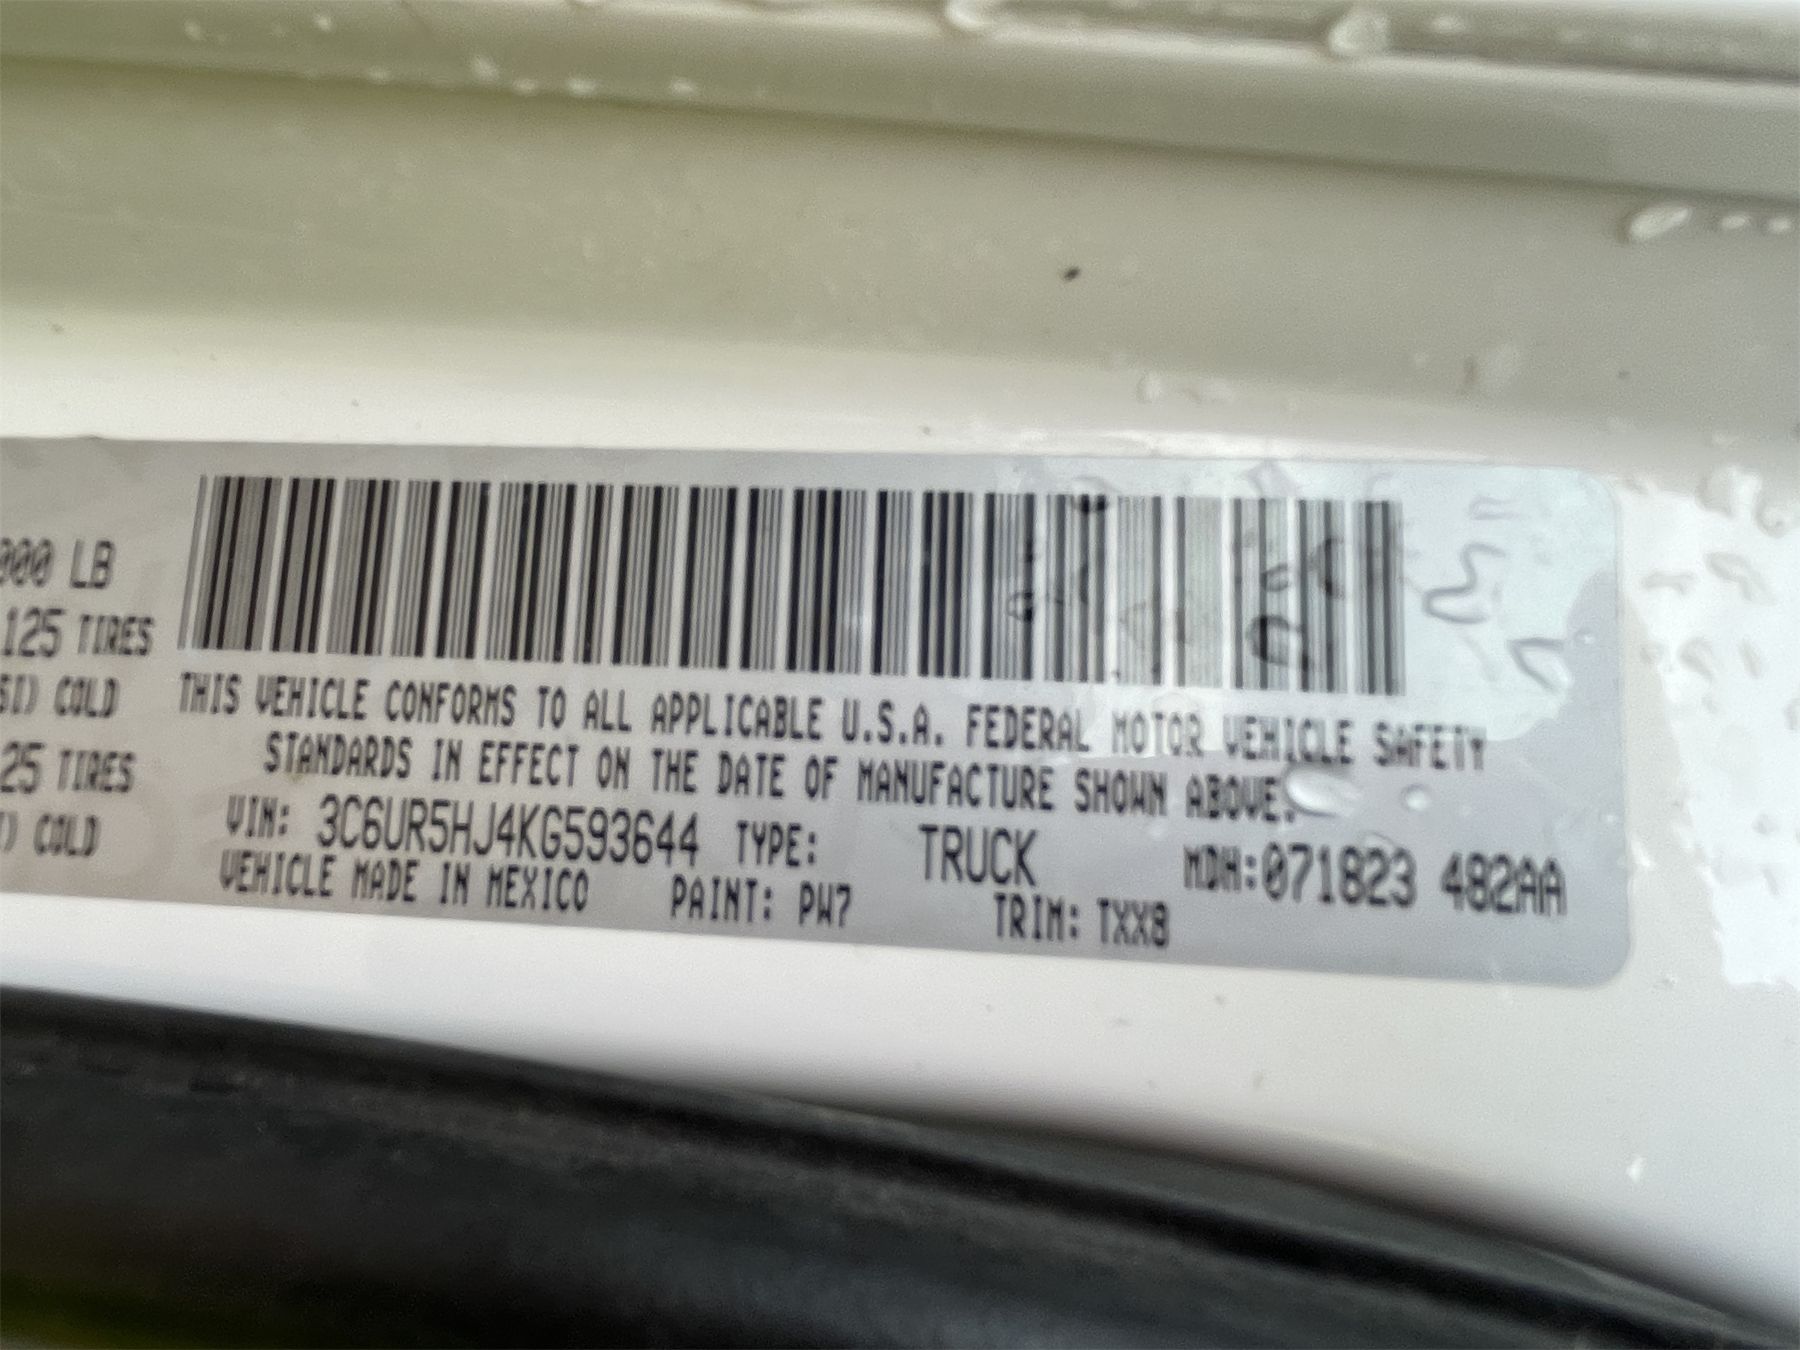 000 LB
125 TIRES
SI) COLD
25 TIRES
I) COLD
THIS VEHICLE CONFORMS TO ALL APPLICABLE U.S.A. FEDERAL MOTOR VEHICLE SAFETY
STANDARDS IN EFFECT ON THE DATE OF MANUFACTURE SHOWN ABOVE.
VIN: 3C6UR5HJ4KG593644 TYPE: TRUCK MDH:071823 482AA
VEHICLE MADE IN MEXICO PAINT: PW7 TRIM: TXX8